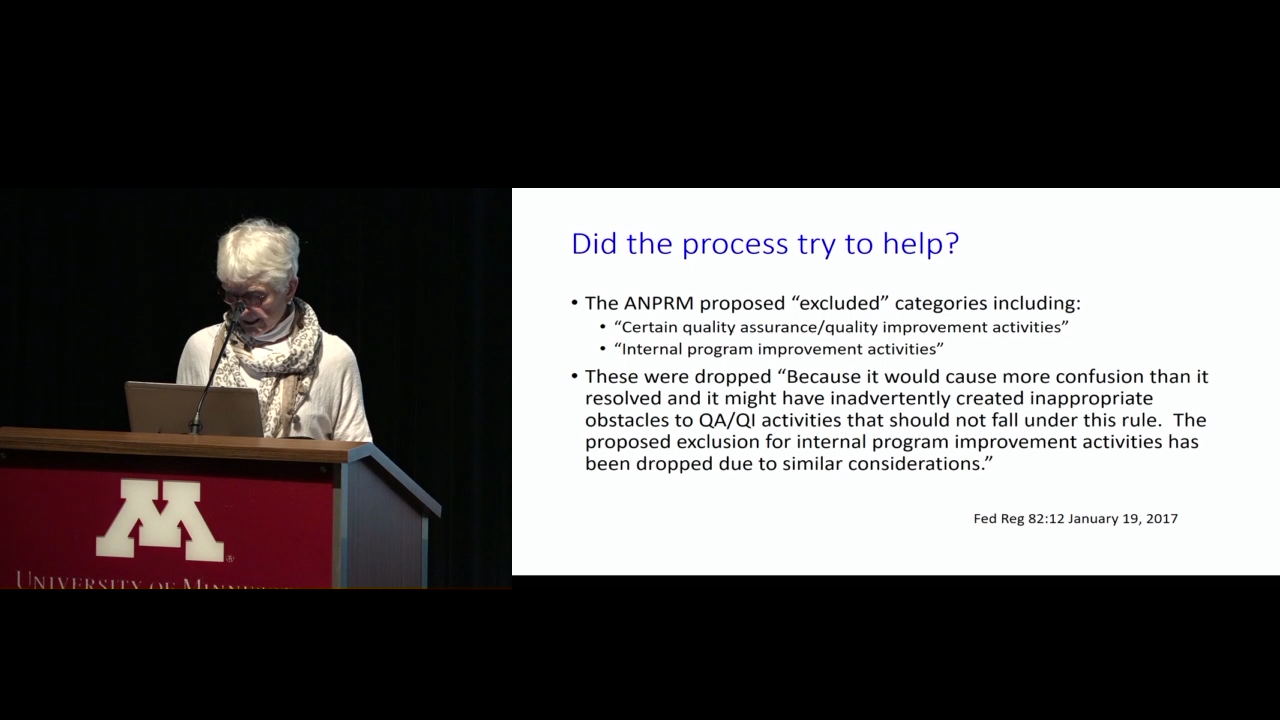 Did the process try to help?
• The ANPRM proposed “excluded” categories including:
• “Certain quality assurance/quality improvement activities”
• “Internal program improvement activities”
• These were dropped “Because it would cause more confusion than it
resolved and it might have inadvertently created inappropriate
obstacles to QA/QI activities that should not fall under this rule.  The
proposed exclusion for internal program improvement activities has
been dropped due to similar considerations.”
Fed Reg 82:12 January 19, 2017
M®
UNIVERSITY OF